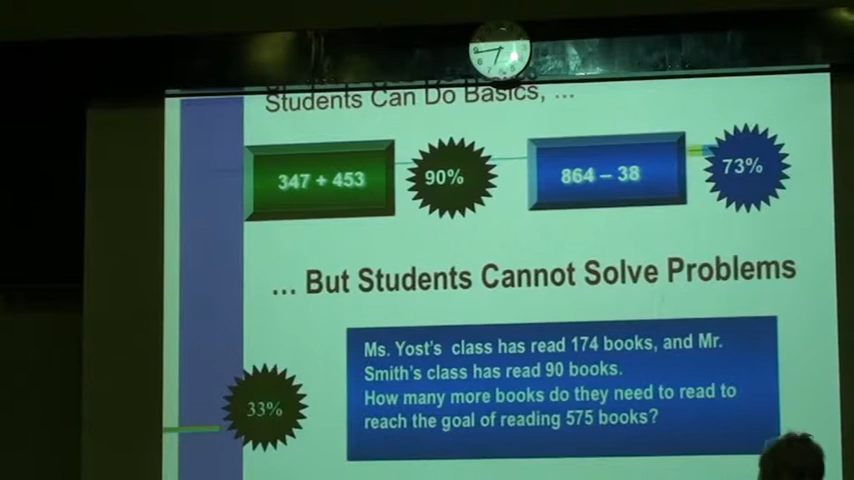 Students Can Do Basics, ...
347 + 453
90%
864 – 38
73%
... But Students Cannot Solve Problems
Ms. Yost's class has read 174 books, and Mr.
Smith's class has read 90 books.
How many more books do they need to read to
reach the goal of reading 575 books?
33%